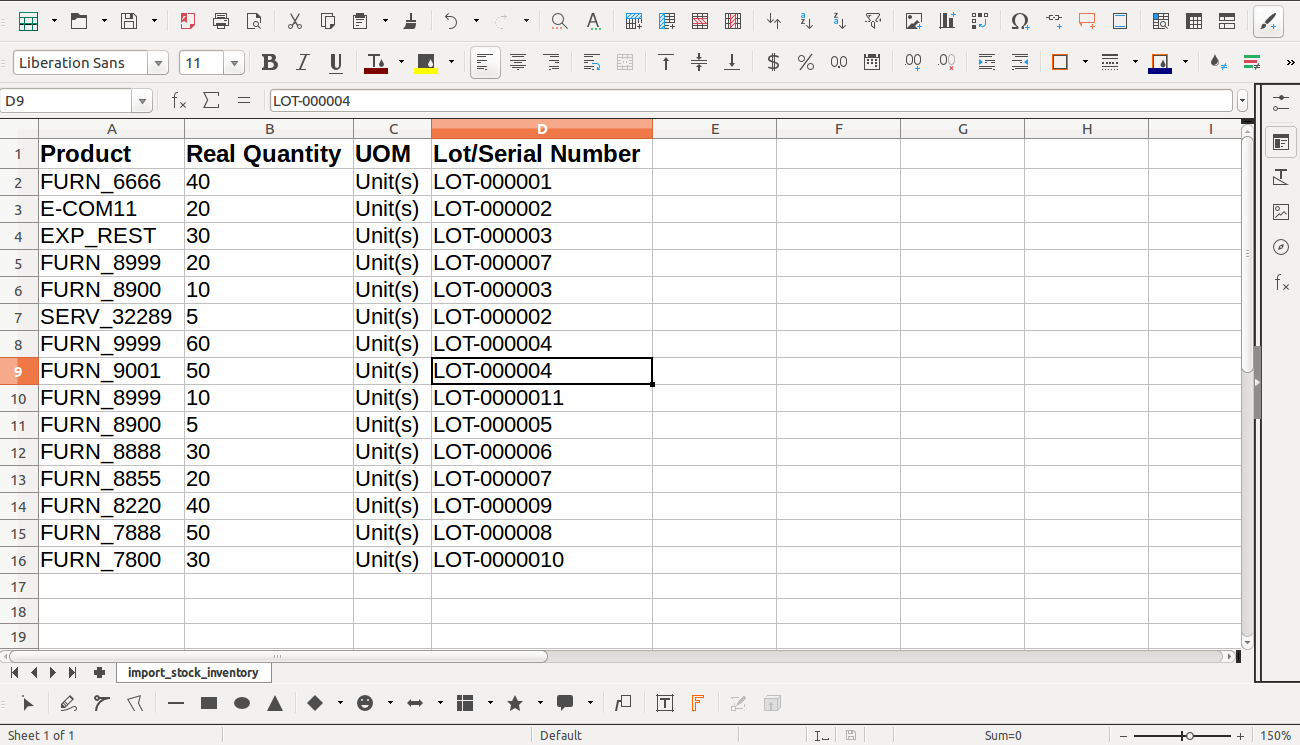 Liberation Sans 11
D9 LOT-000004
A B C D E F G H I
1 Product Real Quantity UOM Lot/Serial Number
2 FURN_6666 40 Unit(s) LOT-000001
3 E-COM11 20 Unit(s) LOT-000002
4 EXP_REST 30 Unit(s) LOT-000003
5 FURN_8999 20 Unit(s) LOT-000007
6 FURN_8900 10 Unit(s) LOT-000003
7 SERV_32289 5 Unit(s) LOT-000002
8 FURN_9999 60 Unit(s) LOT-000004
9 FURN_9001 50 Unit(s) LOT-000004
10 FURN_8999 10 Unit(s) LOT-0000011
11 FURN_8900 5 Unit(s) LOT-000005
12 FURN_8888 30 Unit(s) LOT-000006
13 FURN_8855 20 Unit(s) LOT-000007
14 FURN_8220 40 Unit(s) LOT-000009
15 FURN_7888 50 Unit(s) LOT-000008
16 FURN_7800 30 Unit(s) LOT-0000010
17
18
19
import_stock_inventory
Sheet 1 of 1 Default Sum=0 150%